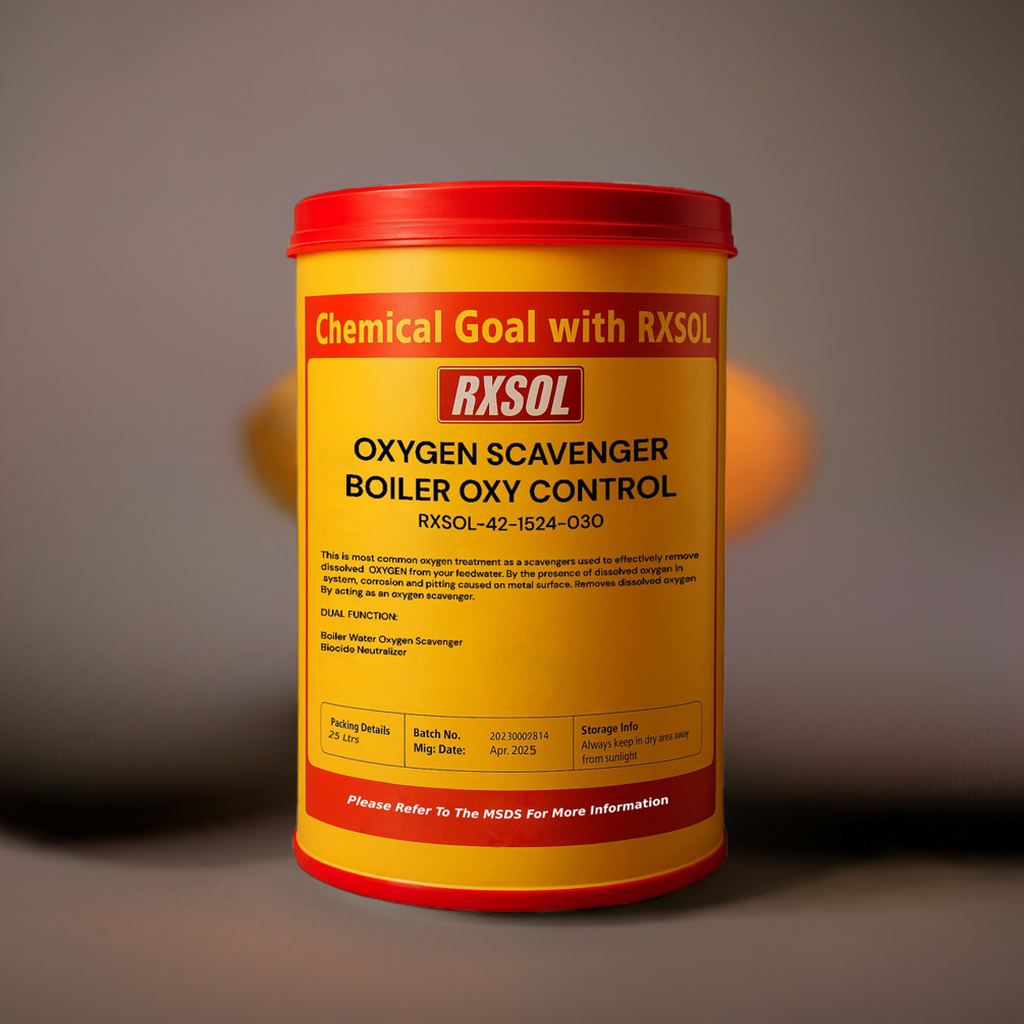 Chemical Goal with RXSOL
RXSOL
OXYGEN SCAVENGER
BOILER OXY CONTROL
RXSOL-42-1524-030
This is most common oxygen treatment as a scavengers used to effectively remove
dissolved OXYGEN from your feedwater. By the presence of dissolved oxygen in
system, corrosion and pitting caused on metal surface. Removes dissolved oxygen
By acting as an oxygen scavenger.
DUAL FUNCTION:
Boiler Water Oxygen Scavenger
Biocide Neutralizer
Packing Details
25 Ltrs
Batch No. 20230002814
Mig: Date: Apr. 2025
Storage Info
Always keep in dry area away
from sunlight
Please Refer To The MSDS For More Information